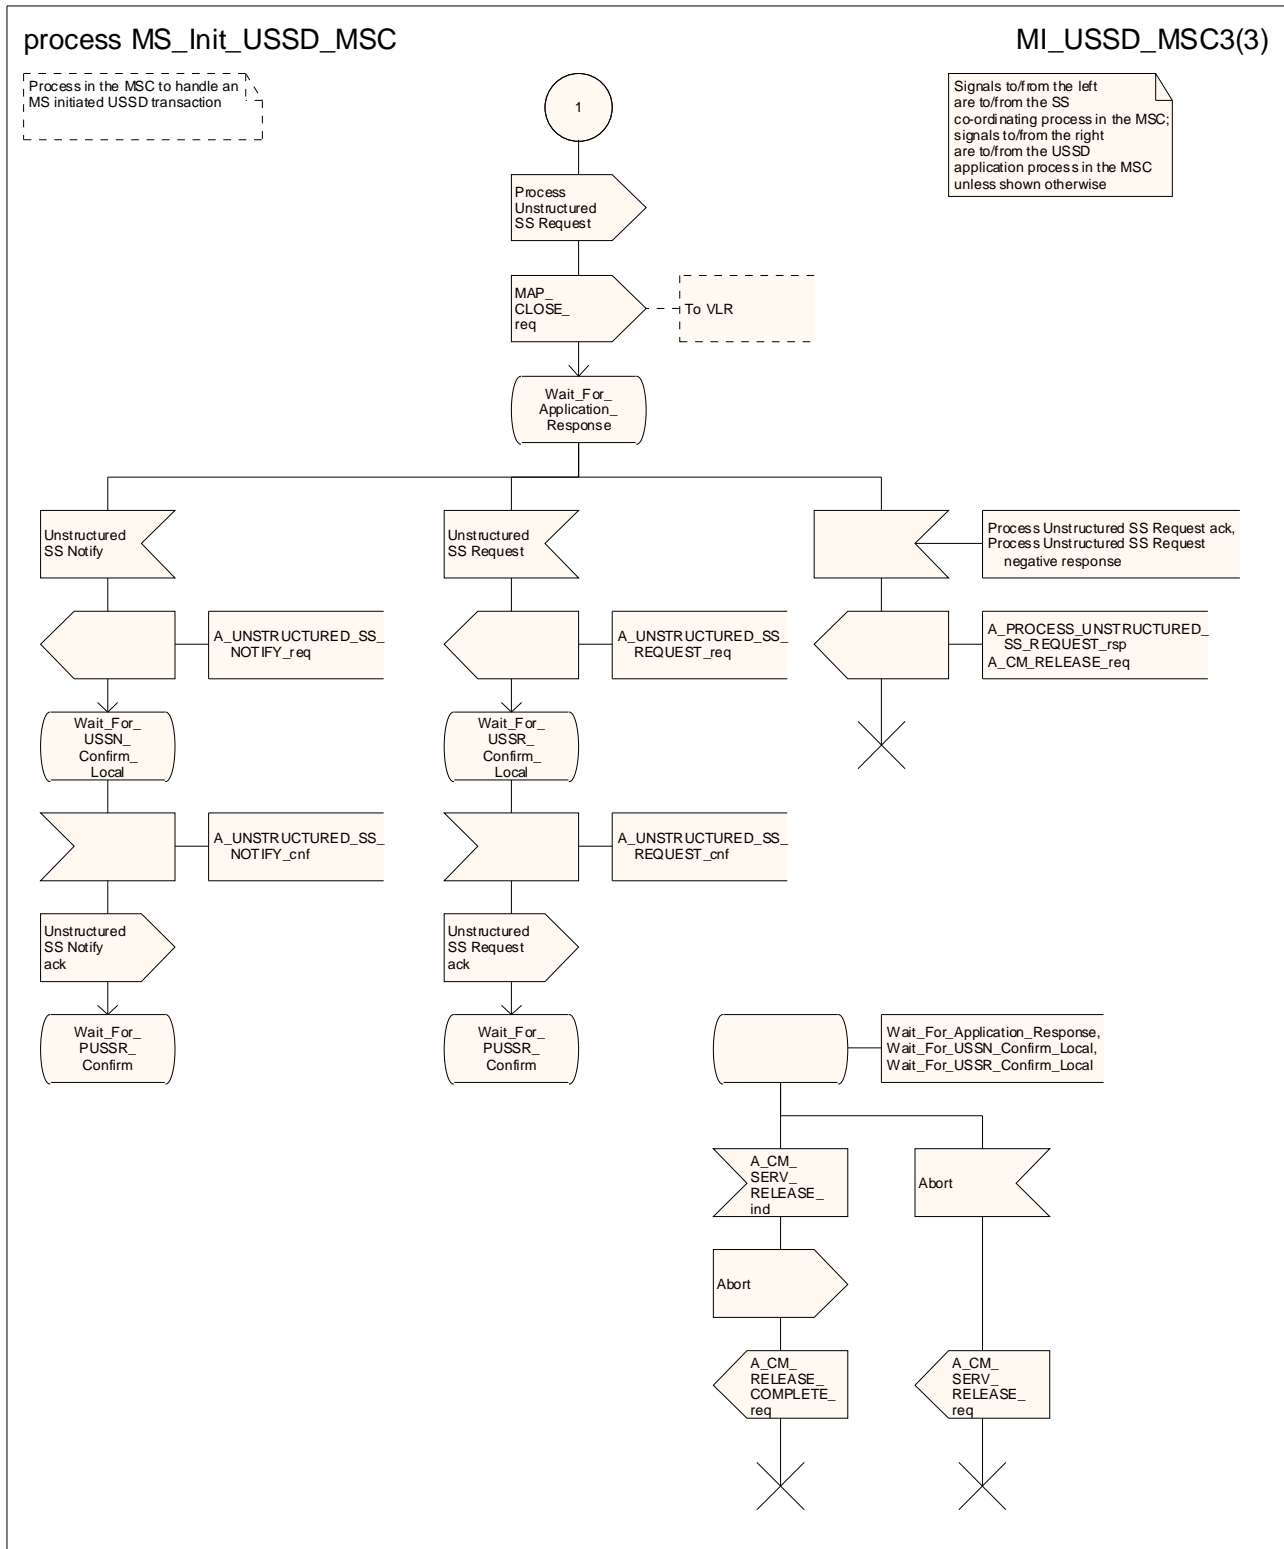 process MS_Init_USSD_MSC
MI_USSD_MSC3(3)
Process in the MSC to handle an
MS initiated USSD transaction
Signals to/from the left
are to/from the SS
co-ordinating process in the MSC;
signals to/from the right
are to/from the USSD
application process in the MSC
unless shown otherwise
1
Process
Unstructured
SS Request
MAP_
CLOSE_
req
To VLR
Wait_For_
Application_
Response
Unstructured
SS Notify
Unstructured
SS Request
Process Unstructured SS Request ack,
Process Unstructured SS Request
negative response
A_UNSTRUCTURED_SS_
NOTIFY_req
A_UNSTRUCTURED_SS_
REQUEST_req
A_PROCESS_UNSTRUCTURED_
SS_REQUEST_rsp
A_CM_RELEASE_req
Wait_For_
USSN_
Confirm_
Local
Wait_For_
USSR_
Confirm_
Local
A_UNSTRUCTURED_SS_
NOTIFY_cnf
A_UNSTRUCTURED_SS_
REQUEST_cnf
Unstructured
SS Notify
ack
Unstructured
SS Request
ack
Wait_For_
PUSSR_
Confirm
Wait_For_
PUSSR_
Confirm
Wait_For_Application_Response,
Wait_For_USSN_Confirm_Local,
Wait_For_USSR_Confirm_Local
A_CM_
SERV_
RELEASE_
ind
Abort
Abort
A_CM_
RELEASE_
COMPLETE_
req
A_CM_
SERV_
RELEASE_
req